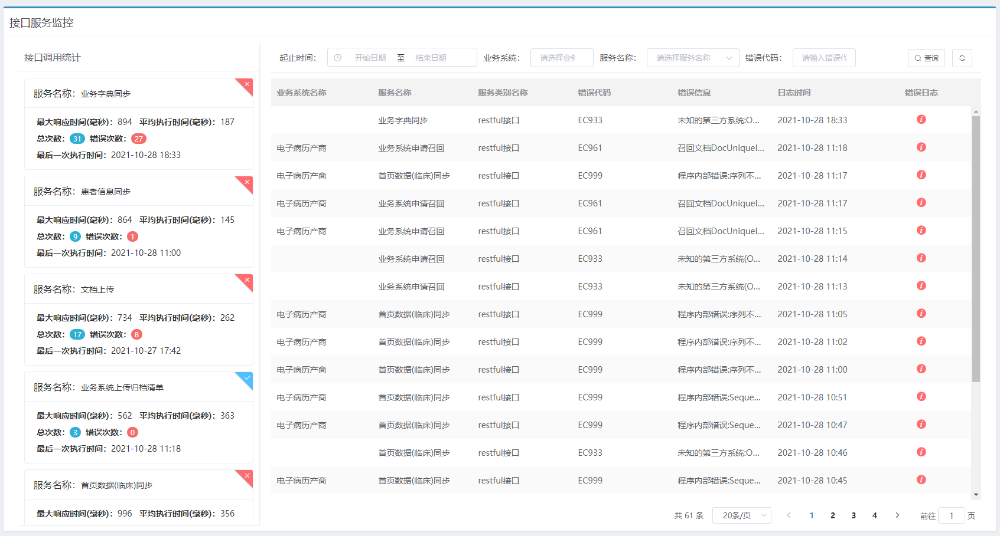 接口服务监控
接口调用统计
服务名称：业务字典同步
最大响应时间(毫秒)：894 平均执行时间(毫秒)：187
总次数：31 错误次数：27
最后一次执行时间：2021-10-28 18:33
服务名称：患者信息同步
最大响应时间(毫秒)：864 平均执行时间(毫秒)：145
总次数：9 错误次数：1
最后一次执行时间：2021-10-28 11:00
服务名称：文档上传
最大响应时间(毫秒)：734 平均执行时间(毫秒)：262
总次数：17 错误次数：8
最后一次执行时间：2021-10-27 17:42
服务名称：业务系统上传归档清单
最大响应时间(毫秒)：562 平均执行时间(毫秒)：363
总次数：3 错误次数：0
最后一次执行时间：2021-10-28 11:18
服务名称：首页数据(临床)同步
最大响应时间(毫秒)：996 平均执行时间(毫秒)：356
起止时间： 开始日期 至 结束日期 业务系统： 请选择业务 服务名称： 请选择服务名称 错误代码： 请输入错误代 查询
业务系统名称 服务名称 服务类别名称 错误代码 错误信息 日志时间 错误日志
业务字典同步 restful接口 EC933 未知的第三方系统:O... 2021-10-28 18:33
电子病历产商 业务系统申请召回 restful接口 EC961 召回文档DocUniqueI... 2021-10-28 11:18
电子病历产商 首页数据(临床)同步 restful接口 EC999 程序内部错误:序列不... 2021-10-28 11:17
电子病历产商 业务系统申请召回 restful接口 EC961 召回文档DocUniqueI... 2021-10-28 11:17
电子病历产商 业务系统申请召回 restful接口 EC961 召回文档DocUniqueI... 2021-10-28 11:15
业务系统申请召回 restful接口 EC933 未知的第三方系统(O... 2021-10-28 11:14
业务系统申请召回 restful接口 EC933 未知的第三方系统(O... 2021-10-28 11:13
电子病历产商 首页数据(临床)同步 restful接口 EC999 程序内部错误:序列不... 2021-10-28 11:05
电子病历产商 首页数据(临床)同步 restful接口 EC999 程序内部错误:序列不... 2021-10-28 11:02
电子病历产商 首页数据(临床)同步 restful接口 EC999 程序内部错误:序列不... 2021-10-28 11:00
电子病历产商 首页数据(临床)同步 restful接口 EC999 程序内部错误:Seque... 2021-10-28 10:51
电子病历产商 首页数据(临床)同步 restful接口 EC999 程序内部错误:Seque... 2021-10-28 10:47
首页数据(临床)同步 restful接口 EC933 未知的第三方系统:O... 2021-10-28 10:46
电子病历产商 首页数据(临床)同步 restful接口 EC999 程序内部错误:Seque... 2021-10-28 10:45
共 61 条 20条/页 1 2 3 4 前往 1 页